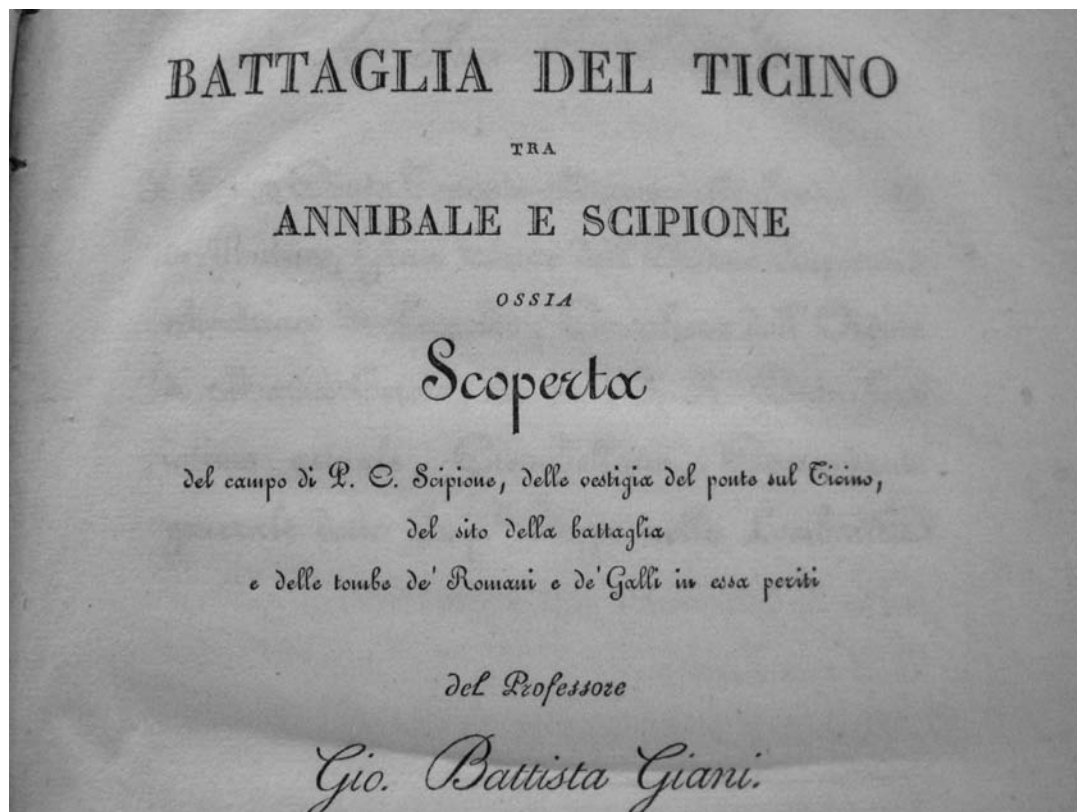 BATTAGLIA DEL TICINO
TRA
ANNIBALE E SCIPIONE
OSSIA
Scoperta
del campo di P. C. Scipione, delle vestigia del ponte sul Ticino,
del sito della battaglia
e delle tombe de' Romani e de' Galli in essa periti
del Professore
Gio. Battista Giani.